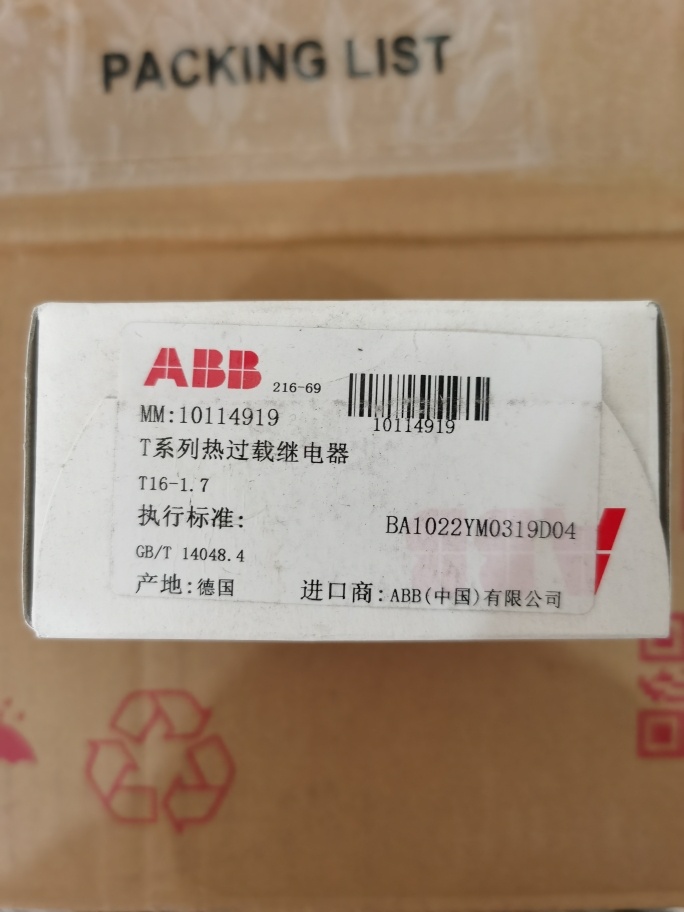 PACKING LIST
ABB 216-69
MM:10114919
10114919
T系列热过载继电器
T16-1.7
执行标准:
BA1022YM0319D04
GB/T 14048.4
产地:德国 进口商:ABB(中国)有限公司